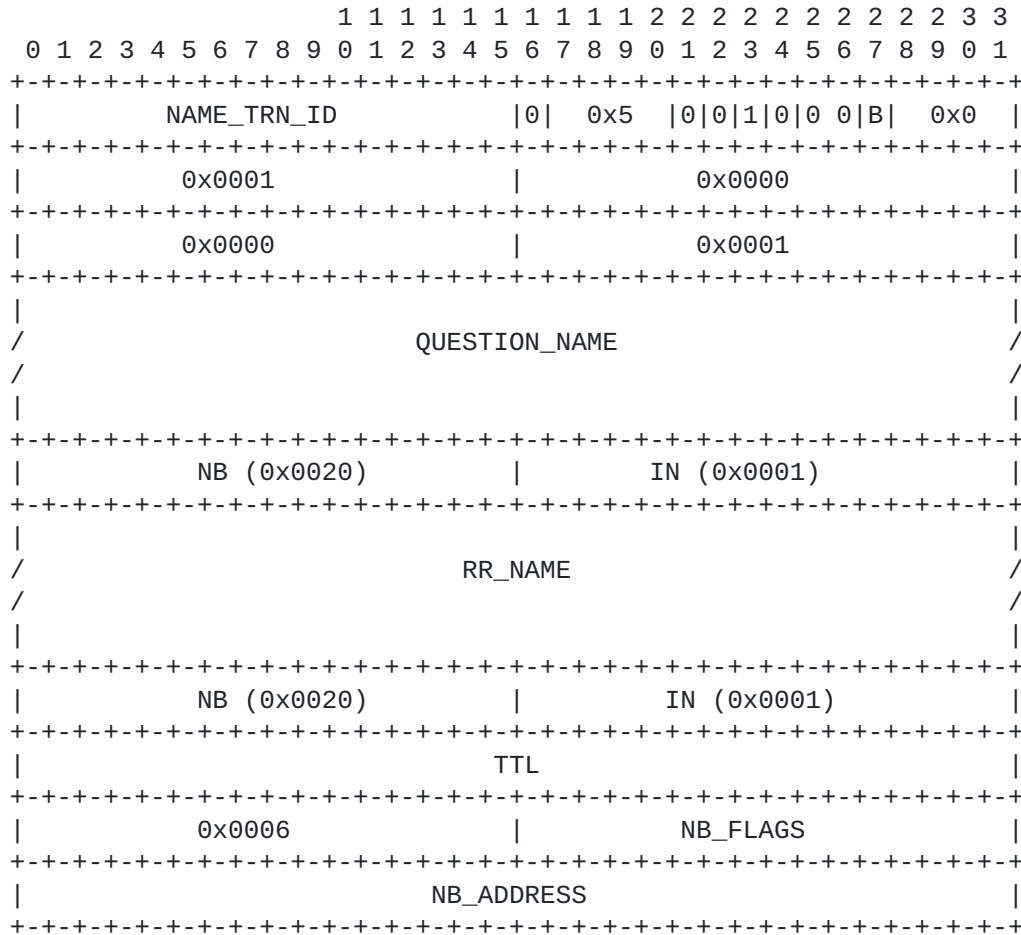 1 1 1 1 1 1 1 1 1 1 2 2 2 2 2 2 2 2 2 2 3 3
 0 1 2 3 4 5 6 7 8 9 0 1 2 3 4 5 6 7 8 9 0 1 2 3 4 5 6 7 8 9 0 1
+-+-+-+-+-+-+-+-+-+-+-+-+-+-+-+-+-+-+-+-+-+-+-+-+-+-+-+-+-+-+-+-+
|         NAME_TRN_ID           |0|  0x5  |0|0|1|0|0 0|B|  0x0  |
+-+-+-+-+-+-+-+-+-+-+-+-+-+-+-+-+-+-+-+-+-+-+-+-+-+-+-+-+-+-+-+-+
|          0x0001               |           0x0000              |
+-+-+-+-+-+-+-+-+-+-+-+-+-+-+-+-+-+-+-+-+-+-+-+-+-+-+-+-+-+-+-+-+
|          0x0000               |           0x0001              |
+-+-+-+-+-+-+-+-+-+-+-+-+-+-+-+-+-+-+-+-+-+-+-+-+-+-+-+-+-+-+-+-+
|                                                               |
/                         QUESTION_NAME                         /
/                                                               /
|                                                               |
+-+-+-+-+-+-+-+-+-+-+-+-+-+-+-+-+-+-+-+-+-+-+-+-+-+-+-+-+-+-+-+-+
|           NB (0x0020)         |        IN (0x0001)            |
+-+-+-+-+-+-+-+-+-+-+-+-+-+-+-+-+-+-+-+-+-+-+-+-+-+-+-+-+-+-+-+-+
|                                                               |
/                            RR_NAME                            /
/                                                               /
|                                                               |
+-+-+-+-+-+-+-+-+-+-+-+-+-+-+-+-+-+-+-+-+-+-+-+-+-+-+-+-+-+-+-+-+
|           NB (0x0020)         |         IN (0x0001)           |
+-+-+-+-+-+-+-+-+-+-+-+-+-+-+-+-+-+-+-+-+-+-+-+-+-+-+-+-+-+-+-+-+
|                              TTL                              |
+-+-+-+-+-+-+-+-+-+-+-+-+-+-+-+-+-+-+-+-+-+-+-+-+-+-+-+-+-+-+-+-+
|           0x0006              |          NB_FLAGS             |
+-+-+-+-+-+-+-+-+-+-+-+-+-+-+-+-+-+-+-+-+-+-+-+-+-+-+-+-+-+-+-+-+
|                          NB_ADDRESS                           |
+-+-+-+-+-+-+-+-+-+-+-+-+-+-+-+-+-+-+-+-+-+-+-+-+-+-+-+-+-+-+-+-+